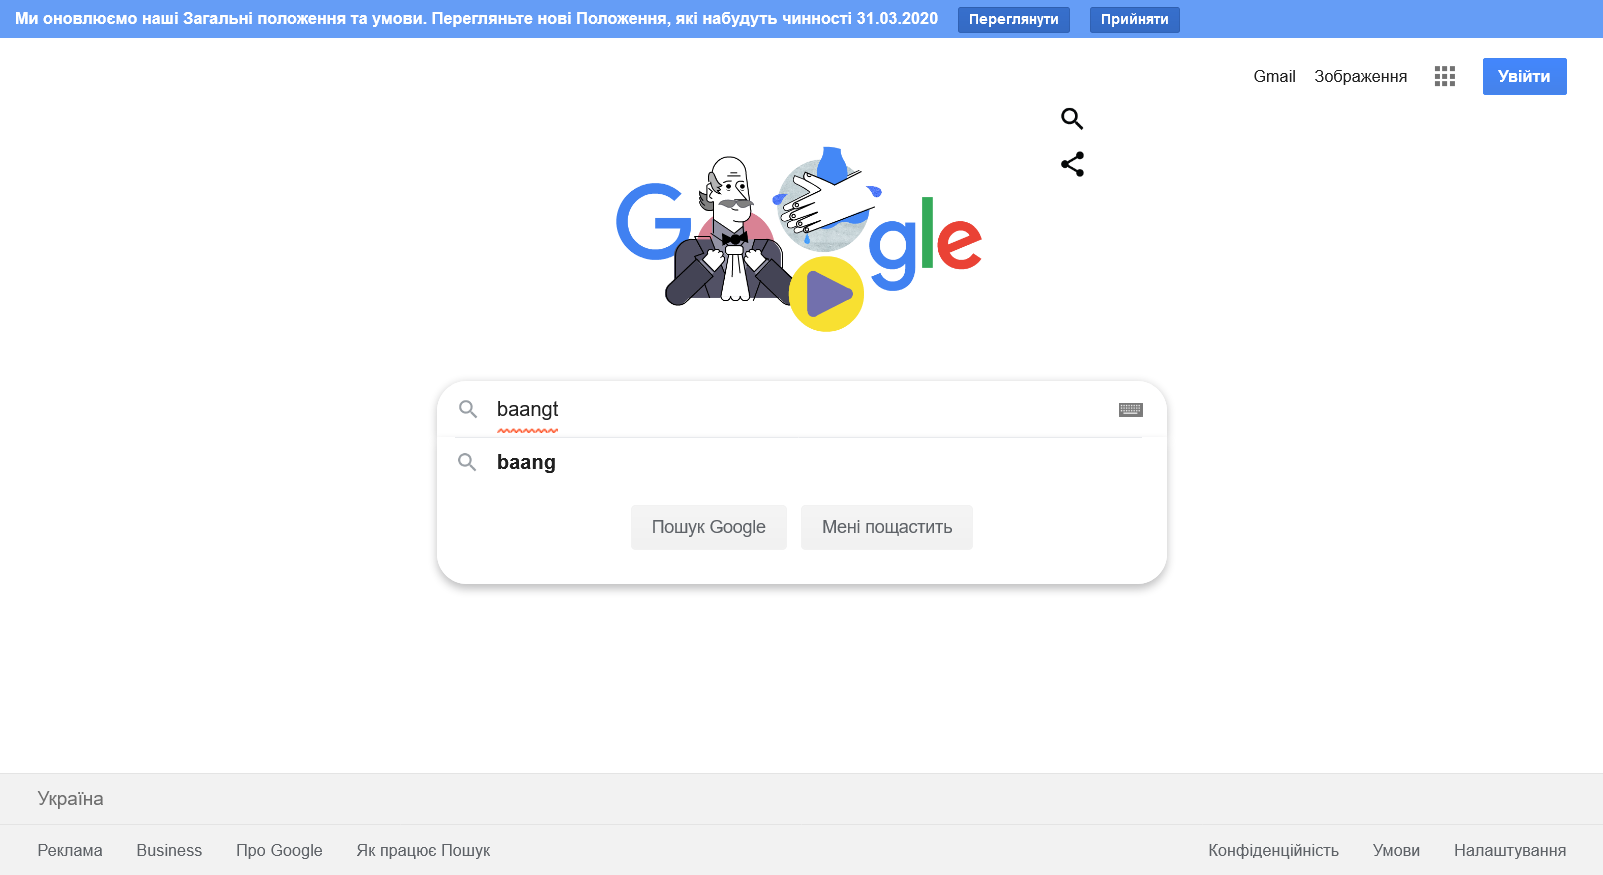 Ми оновлюємо наші Загальні положення та умови. Перегляньте нові Положення, які набудуть чинності 31.03.2020 Переглянути Прийняти
Gmail Зображення Увійти
Google
baangt
baang
Пошук Google Мені пощастить
Україна
Реклама Business Про Google Як працює Пошук Конфіденційність Умови Налаштування